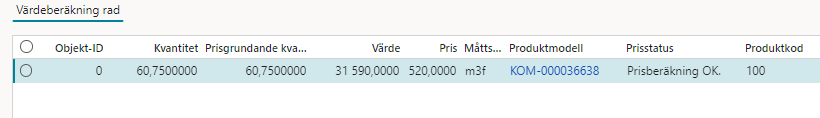 Värdeberäkning rad
Objekt-ID Kvantitet Prisgrundande kva... Värde Pris Måtts... Produktmodell Prisstatus Produktkod
0 60,7500000 60,7500000 31 590,0000 520,0000 m3f KOM-000036638 Prisberäkning OK. 100